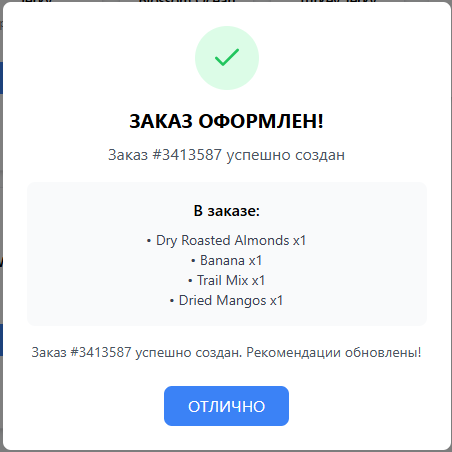 ЗАКАЗ ОФОРМЛЕН!
Заказ #3413587 успешно создан
В заказе:
• Dry Roasted Almonds x1
• Banana x1
• Trail Mix x1
• Dried Mangos x1
Заказ #3413587 успешно создан. Рекомендации обновлены!
ОТЛИЧНО